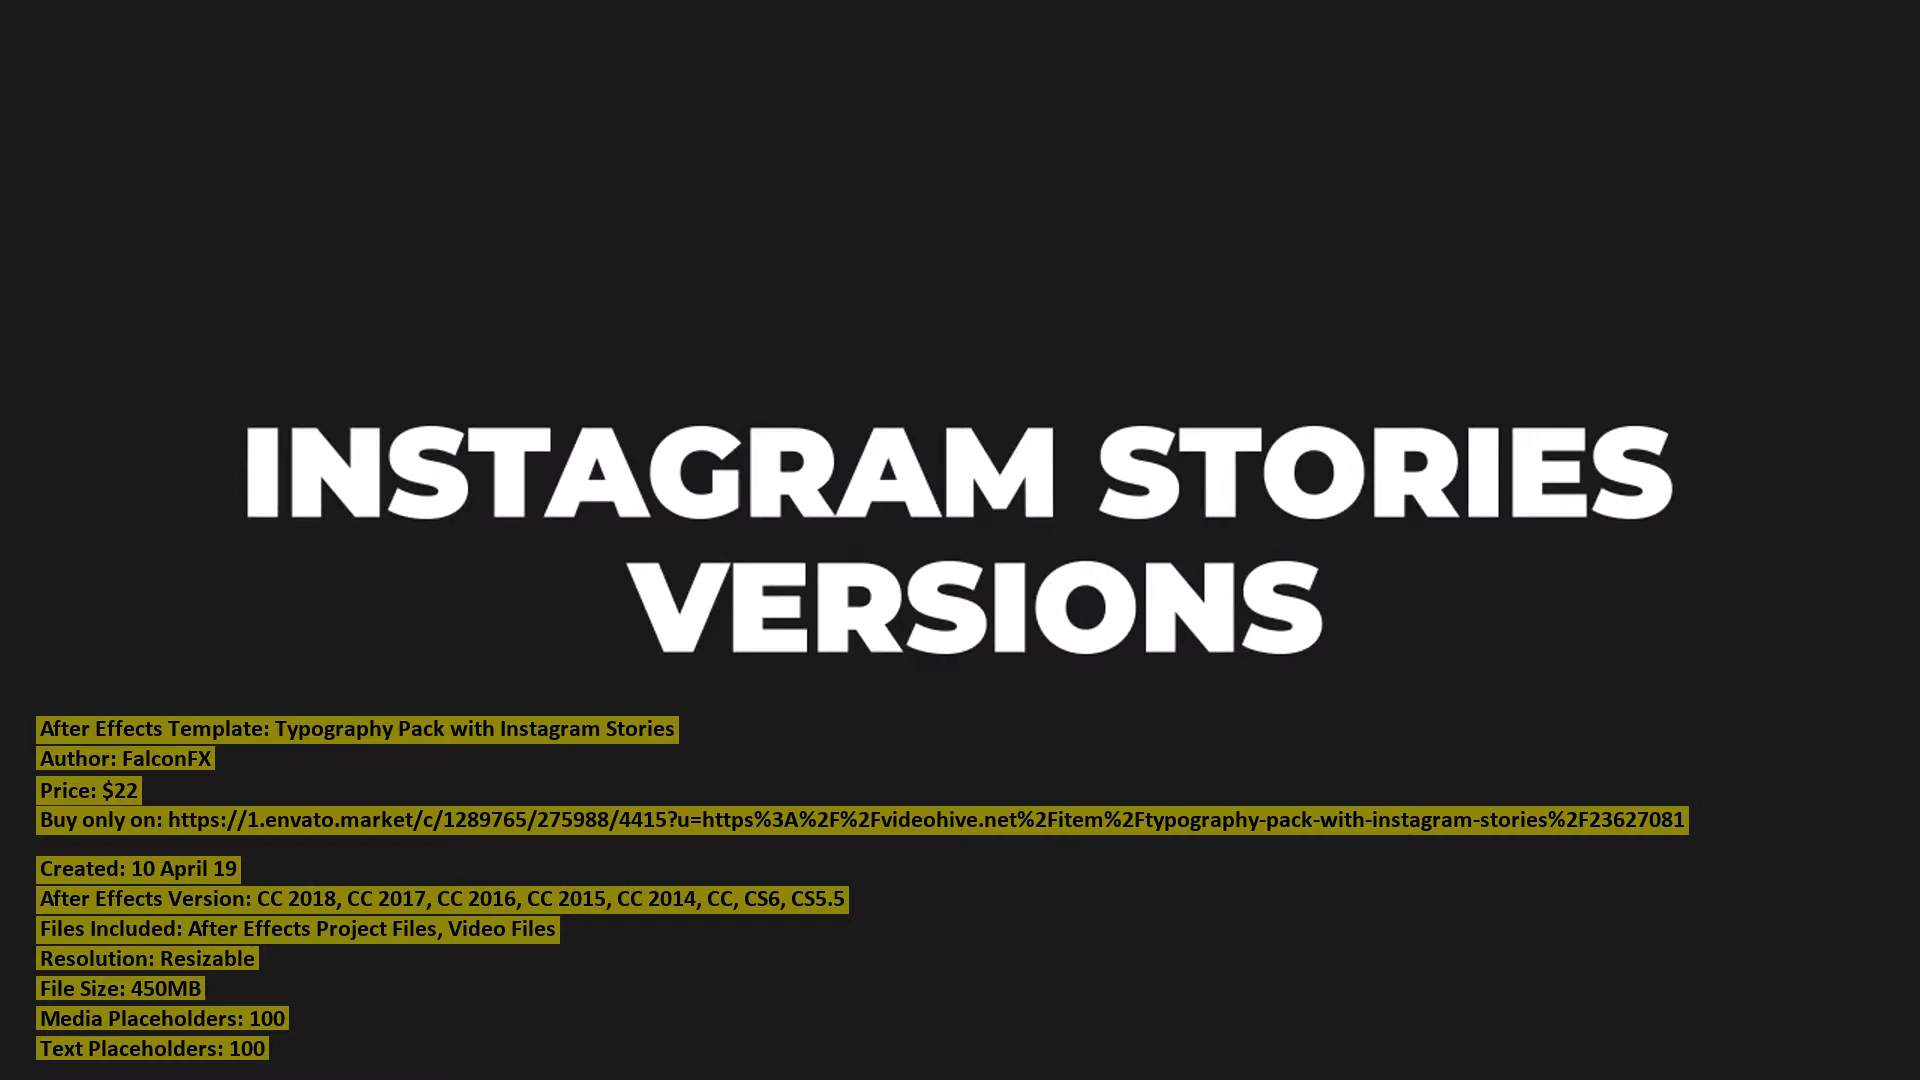 INSTAGRAM STORIES
VERSIONS
After Effects Template: Typography Pack with Instagram Stories
Author: FalconFX
Price: $22
Buy only on: https://1.envato.market/c/1289765/275988/4415?u=https%3A%2F%2Fvideohive.net%2Fitem%2Ftypography-pack-with-instagram-stories%2F23627081
Created: 10 April 19
After Effects Version: CC 2018, CC 2017, CC 2016, CC 2015, CC 2014, CC, CS6, CS5.5
Files Included: After Effects Project Files, Video Files
Resolution: Resizable
File Size: 450MB
Media Placeholders: 100
Text Placeholders: 100